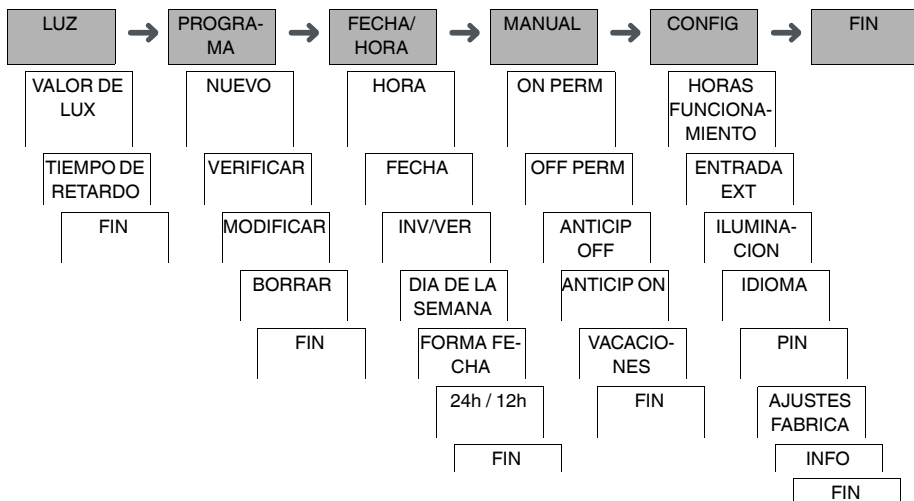 LUZ
PROGRA-
MA
FECHA/
HORA
MANUAL
CONFIG
FIN
VALOR DE
LUX
TIEMPO DE
RETARDO
FIN
NUEVO
VERIFICAR
MODIFICAR
BORRAR
FIN
HORA
FECHA
INV/VER
DIA DE LA
SEMANA
FORMA FE-
CHA
24h / 12h
FIN
ON PERM
OFF PERM
ANTICIP
OFF
ANTICIP ON
VACACIO-
NES
FIN
HORAS
FUNCIONA-
MIENTO
ENTRADA
EXT
ILUMINA-
CION
IDIOMA
PIN
AJUSTES
FABRICA
INFO
FIN